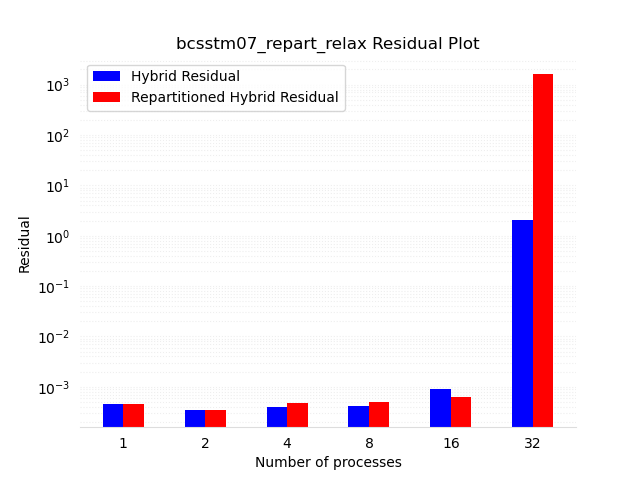 bcsstm07_repart_relax Residual Plot
Hybrid Residual
Repartitioned Hybrid Residual
Residual
10³
10²
10¹
10⁰
10⁻¹
10⁻²
10⁻³
1 2 4 8 16 32
Number of processes